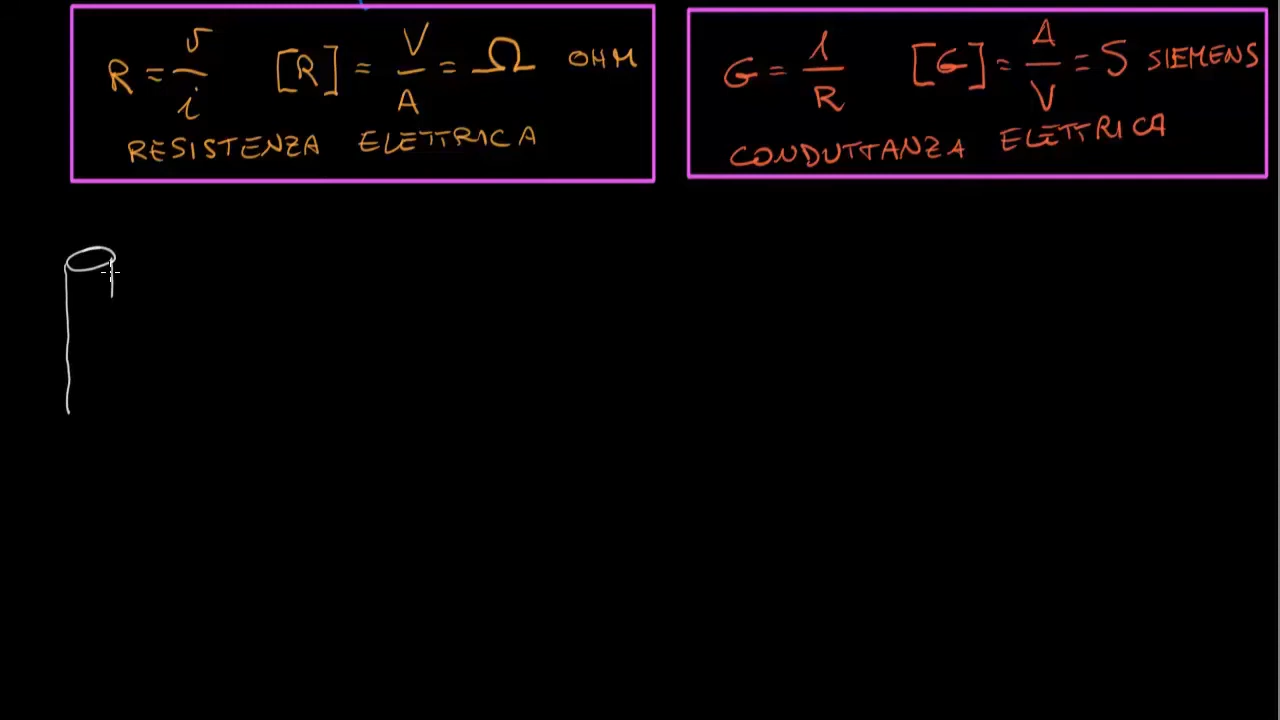 R = v/i [R] = V/A = Ω OHM
RESISTENZA ELETTRICA
G = 1/R [G] = A/V = S SIEMENS
CONDUTTANZA ELETTRICA